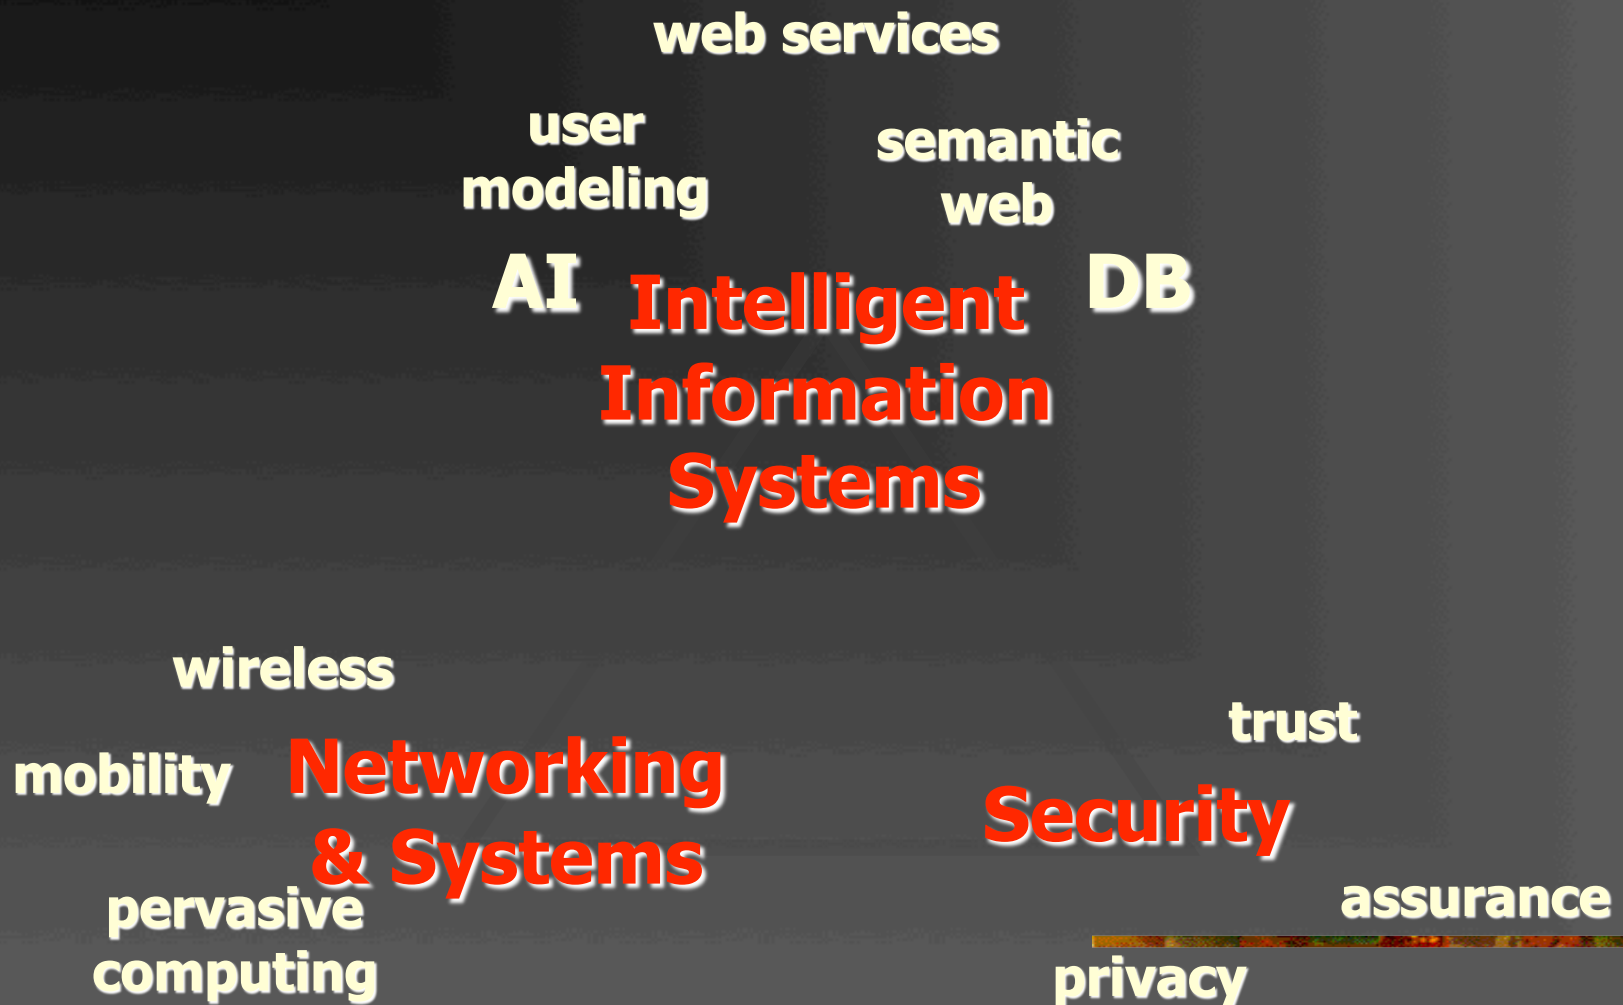 web services
user
modeling
semantic
web
AI
DB
Intelligent
Information
Systems
wireless
mobility
Networking
& Systems
pervasive
computing
trust
Security
assurance
privacy